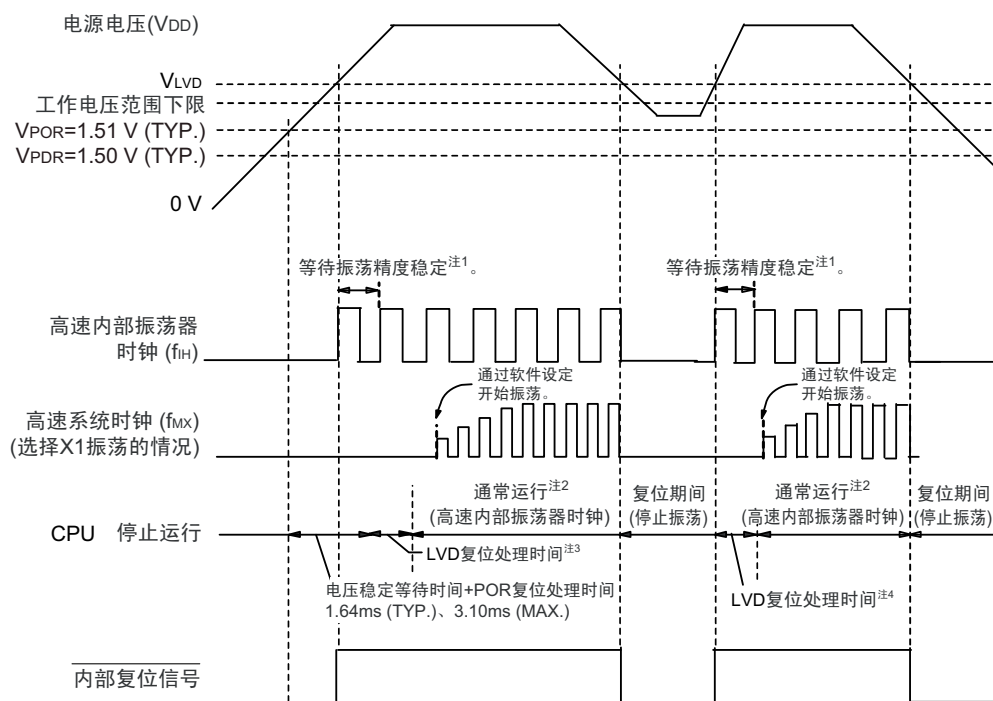 电源电压(VDD)
VLVD
工作电压范围下限
VPOR=1.51 V (TYP.)
VPDR=1.50 V (TYP.)
0 V
等待振荡精度稳定注1。
等待振荡精度稳定注1。
高速内部振荡器
时钟 (fIH)
通过软件设定
开始振荡。
通过软件设定
开始振荡。
高速系统时钟 (fMX)
(选择X1振荡的情况)
通常运行注2
(高速内部振荡器时钟)
复位期间
(停止振荡)
通常运行注2
(高速内部振荡器时钟)
复位期间
(停止振荡)
CPU 停止运行
LVD复位处理时间注3
电压稳定等待时间+POR复位处理时间
1.64ms (TYP.)、3.10ms (MAX.)
LVD复位处理时间注4
内部复位信号